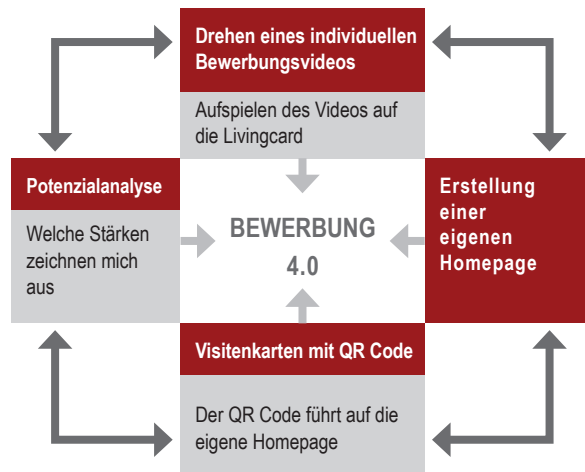 Drehen eines individuellen
Bewerbungsvideos
Aufspielen des Videos auf
die Livingcard
Potenzialanalyse
Welche Stärken
zeichnen mich
aus
BEWERBUNG
4.0
Erstellung
einer
eigenen
Homepage
Visitenkarten mit QR Code
Der QR Code führt auf die
eigene Homepage